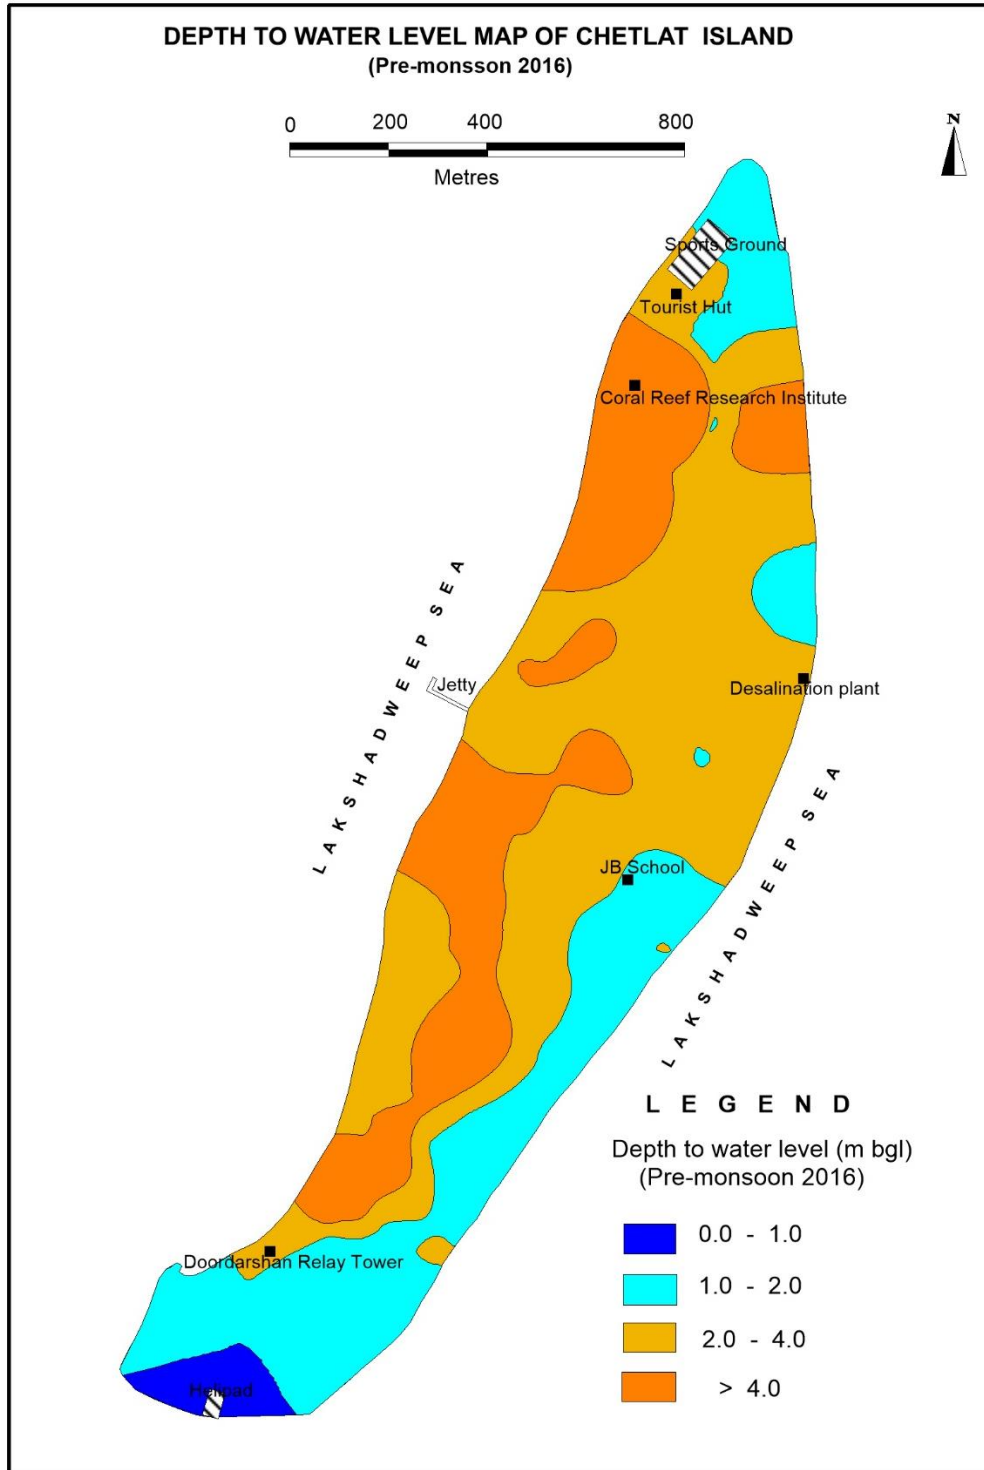 DEPTH TO WATER LEVEL MAP OF CHETLAT ISLAND
(Pre-monsson 2016)
0 200 400 800
Metres
N
Sports Ground
Tourist Hut
Coral Reef Research Institute
LAKSHADWEEP SEA
Jetty
Desalination plant
JB School
LAKSHADWEEP SEA
Doordarshan Relay Tower
Helipad
LEGEND
Depth to water level (m bgl)
(Pre-monsoon 2016)
0.0 - 1.0
1.0 - 2.0
2.0 - 4.0
> 4.0